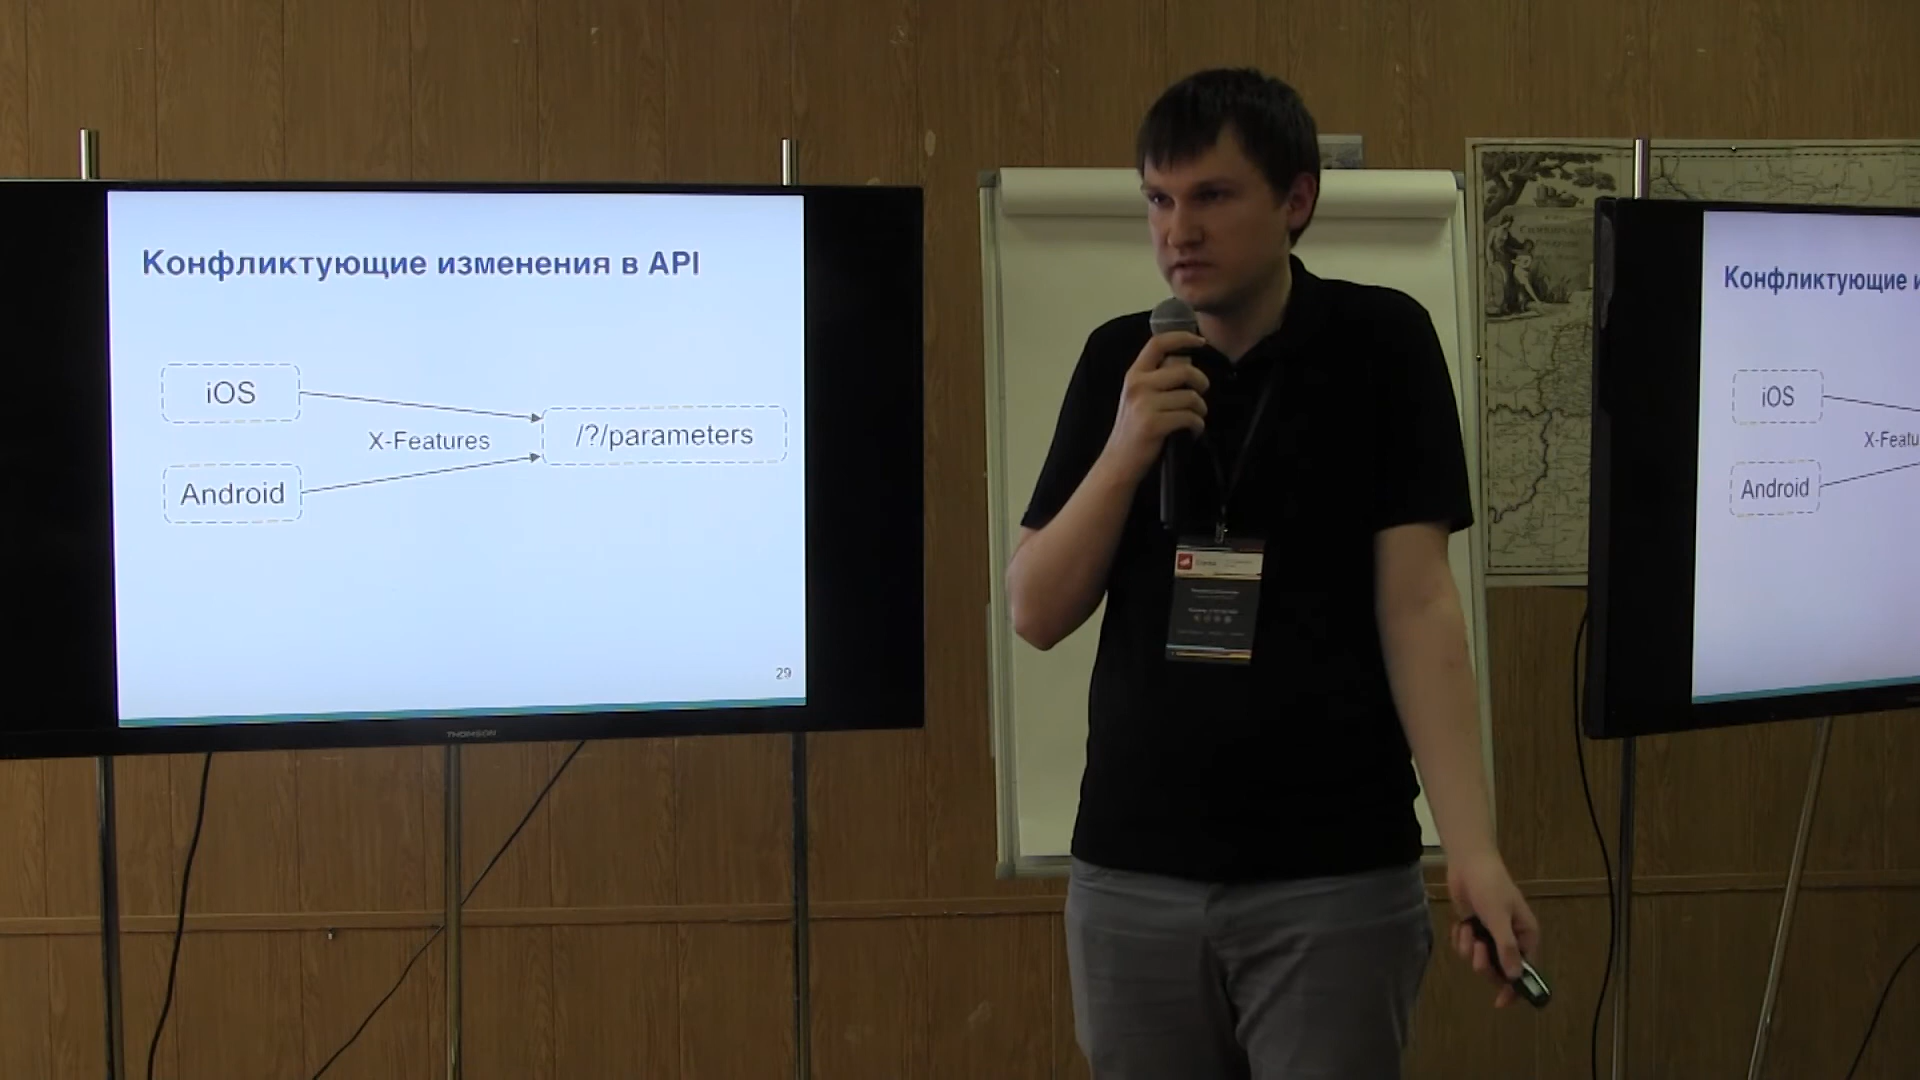 Конфликтующие изменения в API
iOS
X-Features
/?/parameters
Android
29
THOMSON
Конфликтующие и
iOS
X-Featu
Android